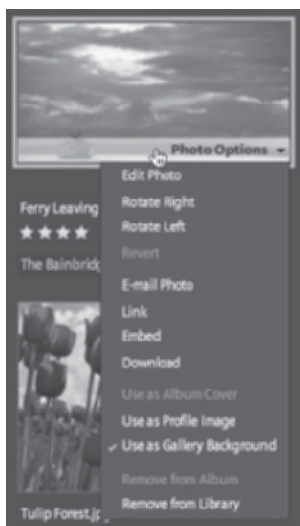 Photo Options
Edit Photo
Rotate Right
Ferry Leaving
Rotate Left
Revert
The Bainbridg
E-mail Photo
Link
Embed
Download
Use as Album Cover
Use as Profile Image
✓ Use as Gallery Background
Remove from Album
Remove from Library
Tulip Forest.jp